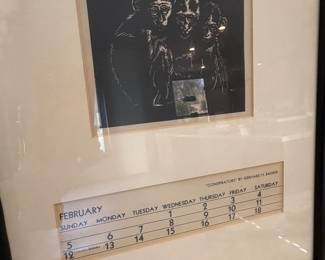 "CONSPIRATORS" BY GERHARD H. BAKKER
FEBRUARY
SUNDAY MONDAY TUESDAY WEDNESDAY THURSDAY FRIDAY SATURDAY
1 2 3 4
5 6 7 8 9 10 11
12 13 14 15 16 17 18